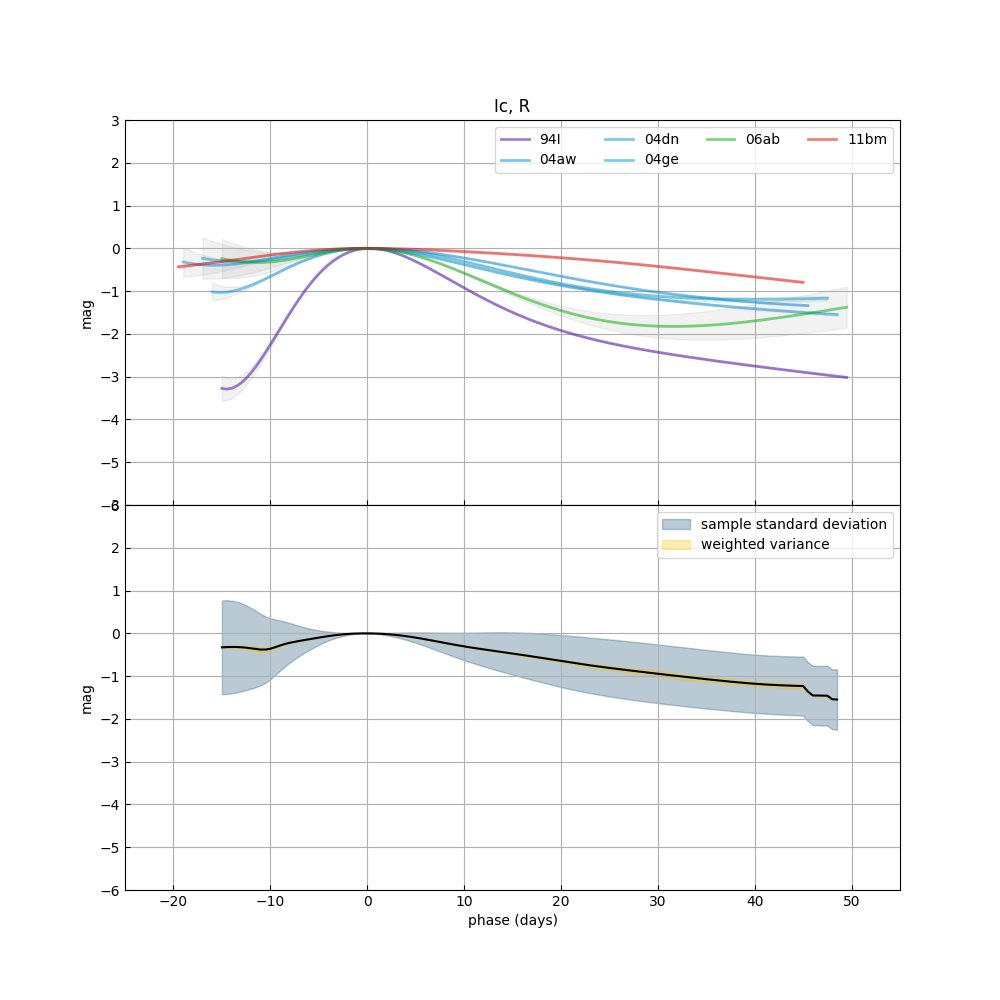 Ic, R
94I 04dn 06ab 11bm
04aw 04ge
3
2
1
0
−1
−2
−3
−4
−5
−6
mag
sample standard deviation
weighted variance
3
2
1
0
−1
−2
−3
−4
−5
−6
mag
−20 −10 0 10 20 30 40 50
phase (days)